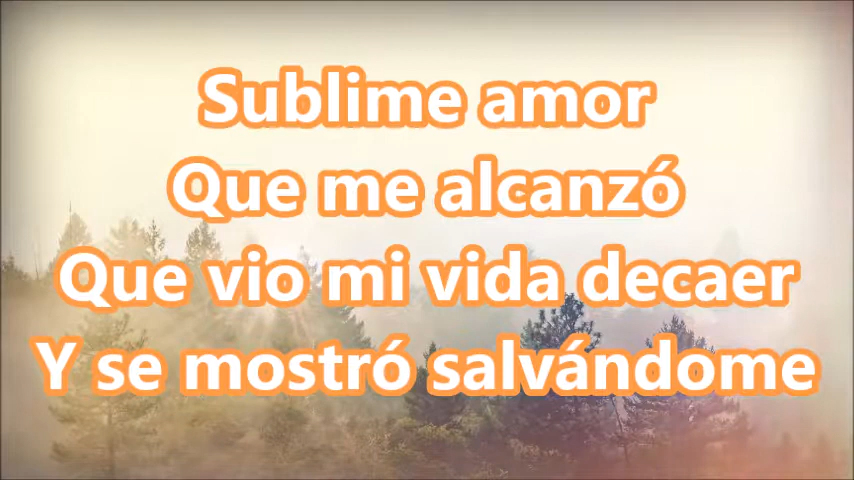 Sublime amor
Que me alcanzó
Que vio mi vida decaer
Y se mostró salvándome